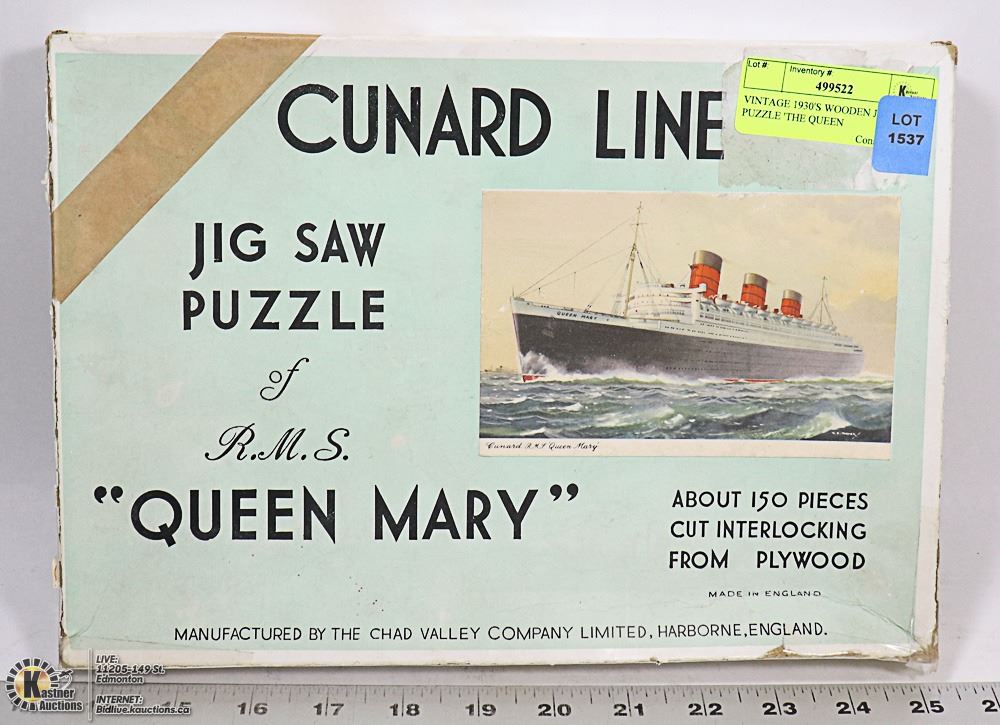 CUNARD LINE
Lot #:
Inventory #
499522
VINTAGE 1930'S WOODEN
PUZZLE 'THE QUEEN
LOT
1537
JIG SAW
PUZZLE
of
R.M.S.
"QUEEN MARY"
QUEEN MARY
Cunard R.M.S "Queen Mary"
ABOUT 150 PIECES
CUT INTERLOCKING
FROM PLYWOOD
MADE IN ENGLAND
MANUFACTURED BY THE CHAD VALLEY COMPANY LIMITED, HARBORNE, ENGLAND.
Kastner
Auctions
LIVE:
11205-149 St.
Edmonton
INTERNET:
Bidlive.kauctions.ca
15 16 17 18 19 20 21 22 23 24 25